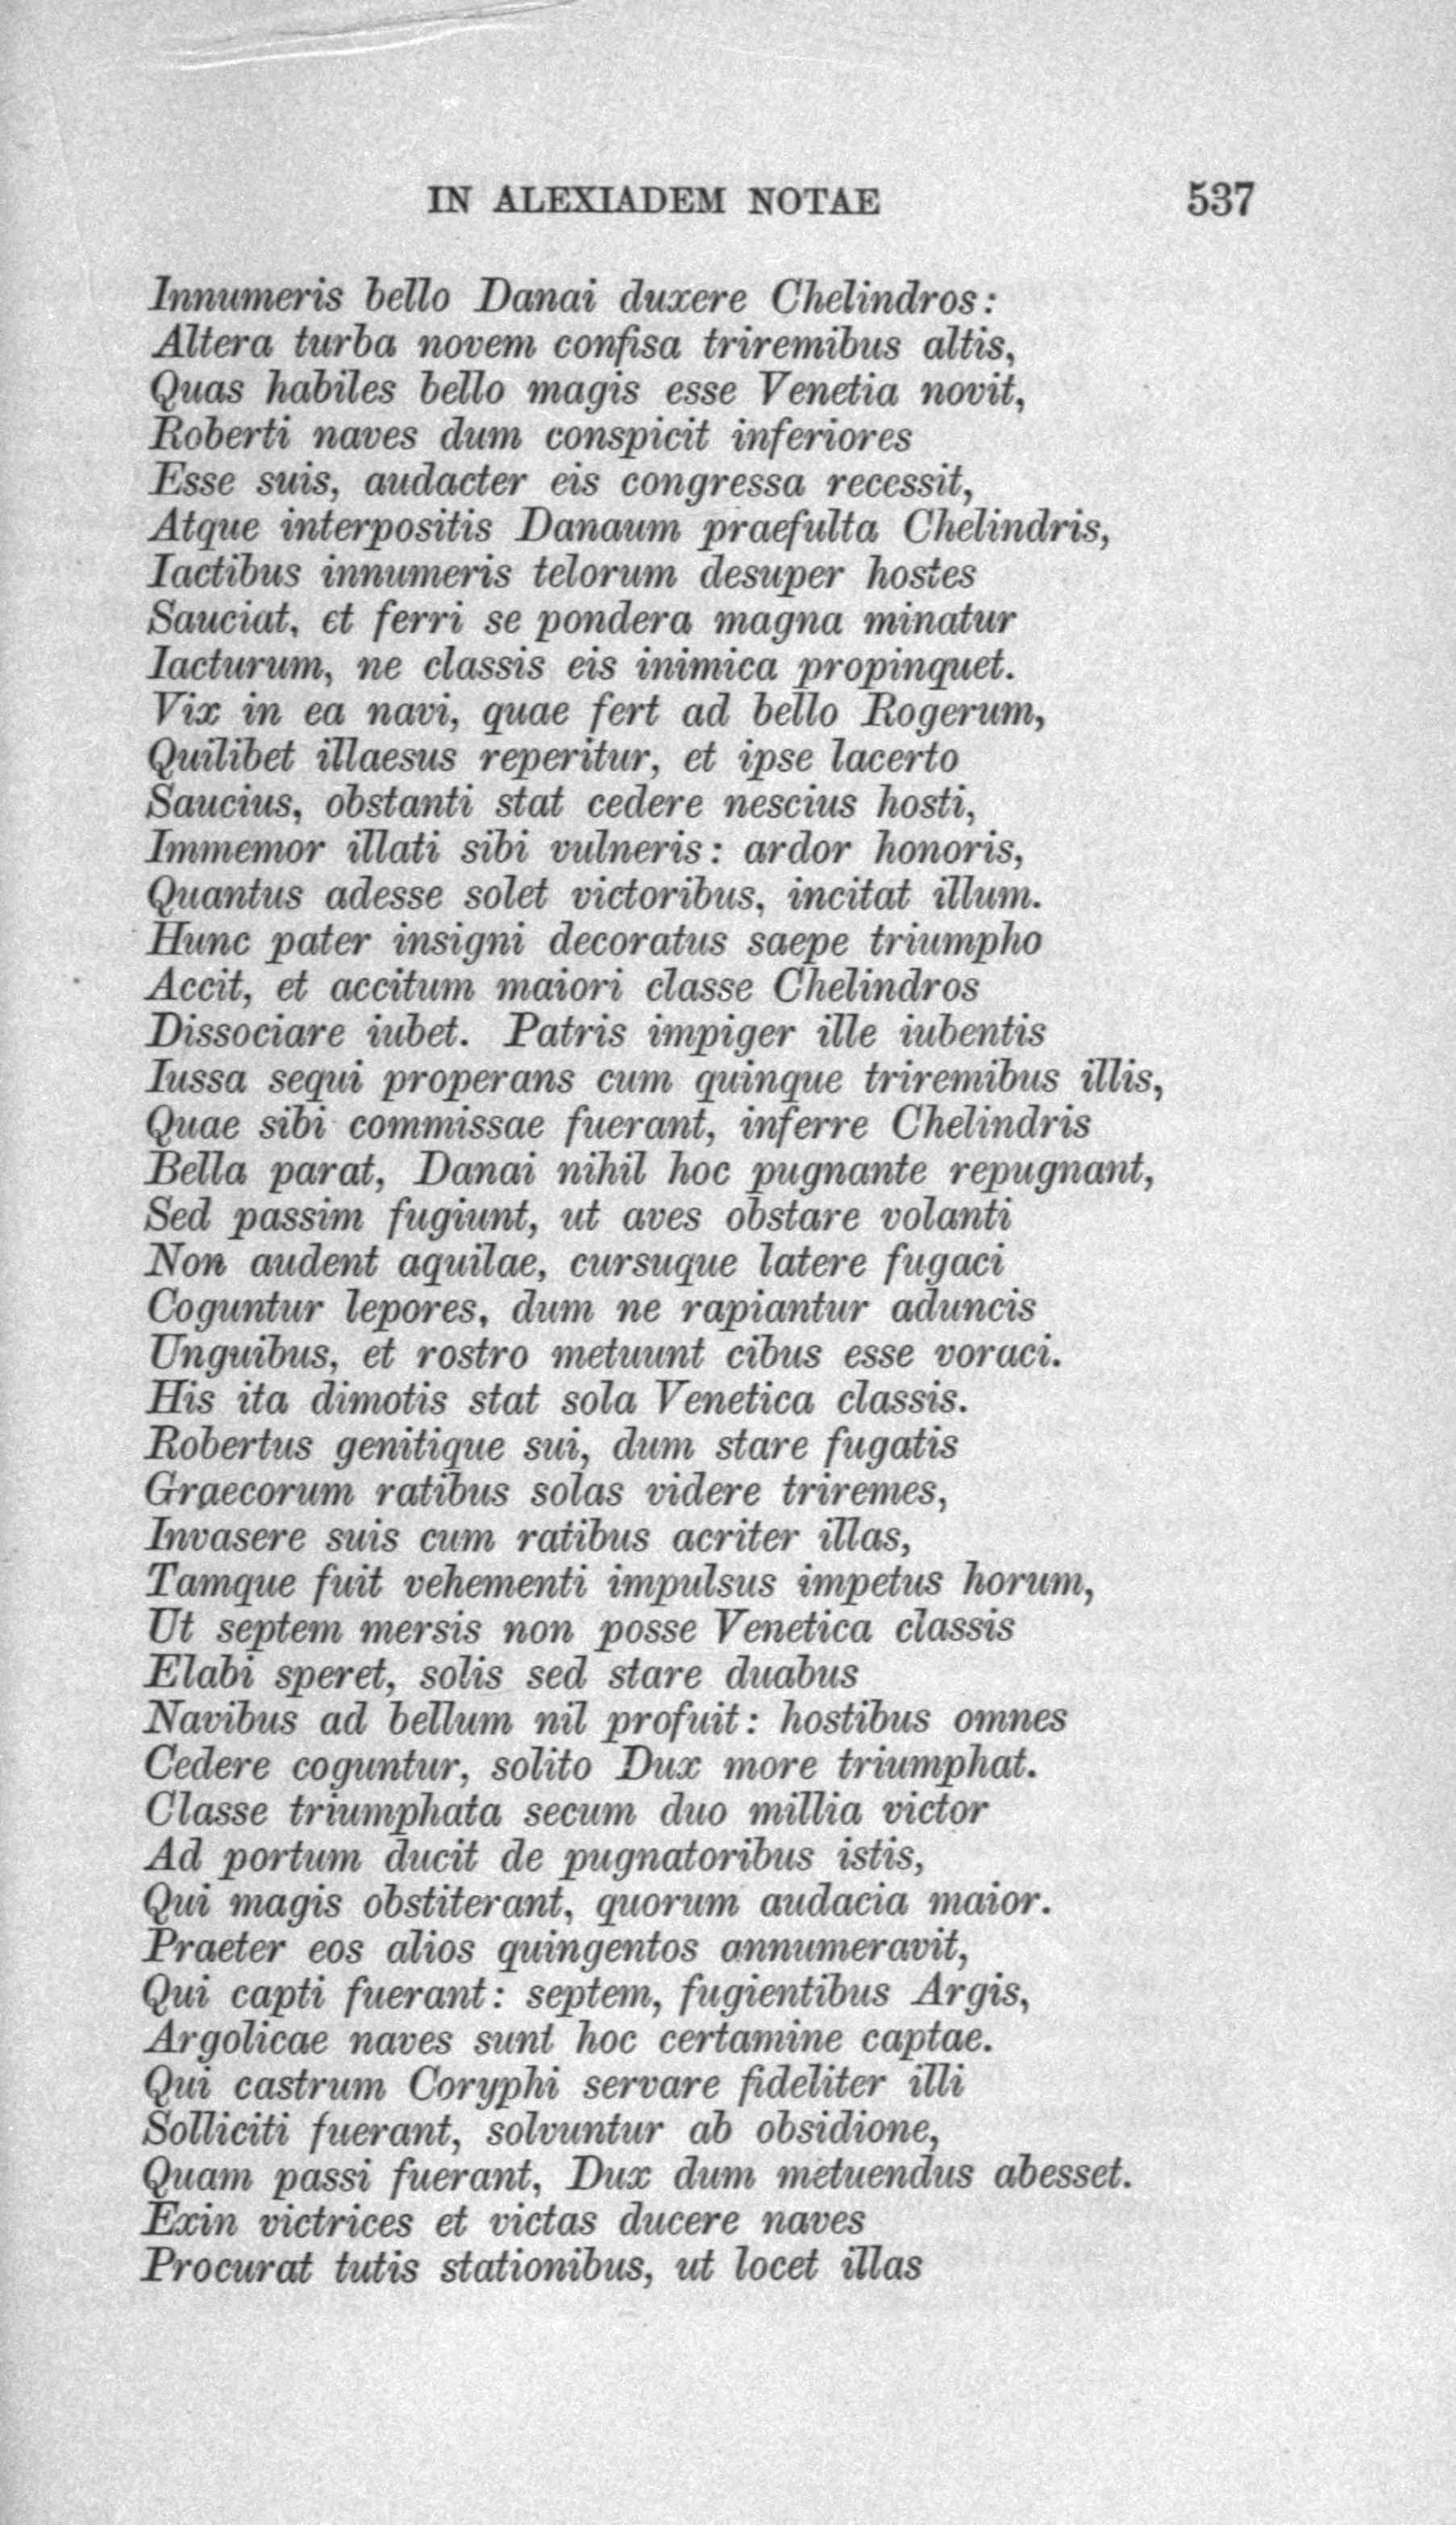 IN ALEXIADEM NOTAE 537
Innumeris bello Danai duxere Chelindros:
Altera turba novem confisa triremibus altis,
Quas habiles bello magis esse Venetia novit,
Roberti naves dum conspicit inferiores
Esse suis, audacter eis congressa recessit,
Atque interpositis Danaum praefulta Chelindris,
Iactibus innumeris telorum desuper hostes
Sauciat, et ferri se pondera magna minatur
Iacturum, ne classis eis inimica propinquet.
Vix in ea navi, quae fert ad bello Rogerum,
Quilibet illaesus reperitur, et ipse lacerto
Saucius, obstanti stat cedere nescius hosti,
Immemor illati sibi vulneris: ardor honoris,
Quantus adesse solet victoribus, incitat illum.
Hunc pater insigni decoratus saepe triumpho
Accit, et accitum maiori classe Chelindros
Dissociare iubet. Patris impiger ille iubentis
Iussa sequi properans cum quinque triremibus illis,
Quae sibi commissae fuerant, inferre Chelindris
Bella parat, Danai nihil hoc pugnante repugnant,
Sed passim fugiunt, ut aves obstare volanti
Non audent aquilae, cursuque latere fugaci
Coguntur lepores, dum ne rapiantur aduncis
Unguibus, et rostro metuunt cibus esse voraci.
His ita dimotis stat sola Venetica classis.
Robertus genitique sui, dum stare fugatis
Graecorum ratibus solas videre triremes,
Invasere suis cum ratibus acriter illas,
Tamque fuit vehementi impulsus impetus horum,
Ut septem mersis non posse Venetica classis
Elabi speret, solis sed stare duabus
Navibus ad bellum nil profuit: hostibus omnes
Cedere coguntur, solito Dux more triumphat.
Classe triumphata secum duo millia victor
Ad portum ducit de pugnatoribus istis,
Qui magis obstiterant, quorum audacia maior.
Praeter eos alios quingentos annumeravit,
Qui capti fuerant: septem, fugientibus Argis,
Argolicae naves sunt hoc certamine captae.
Qui castrum Coryphi servare fideliter illi
Solliciti fuerant, solvuntur ab obsidione,
Quam passi fuerant, Dux dum metuendus abesset.
Exin victrices et victas ducere naves
Procurat tutis stationibus, ut locet illas